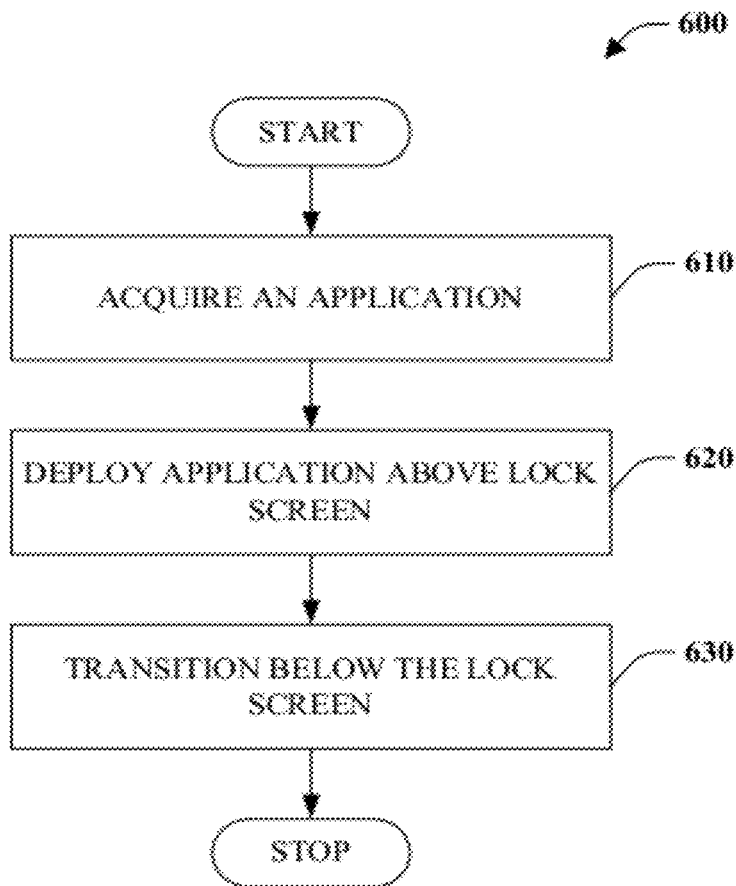 600
START
ACQUIRE AN APPLICATION
610
DEPLOY APPLICATION ABOVE LOCK
SCREEN
620
TRANSITION BELOW THE LOCK
SCREEN
630
STOP